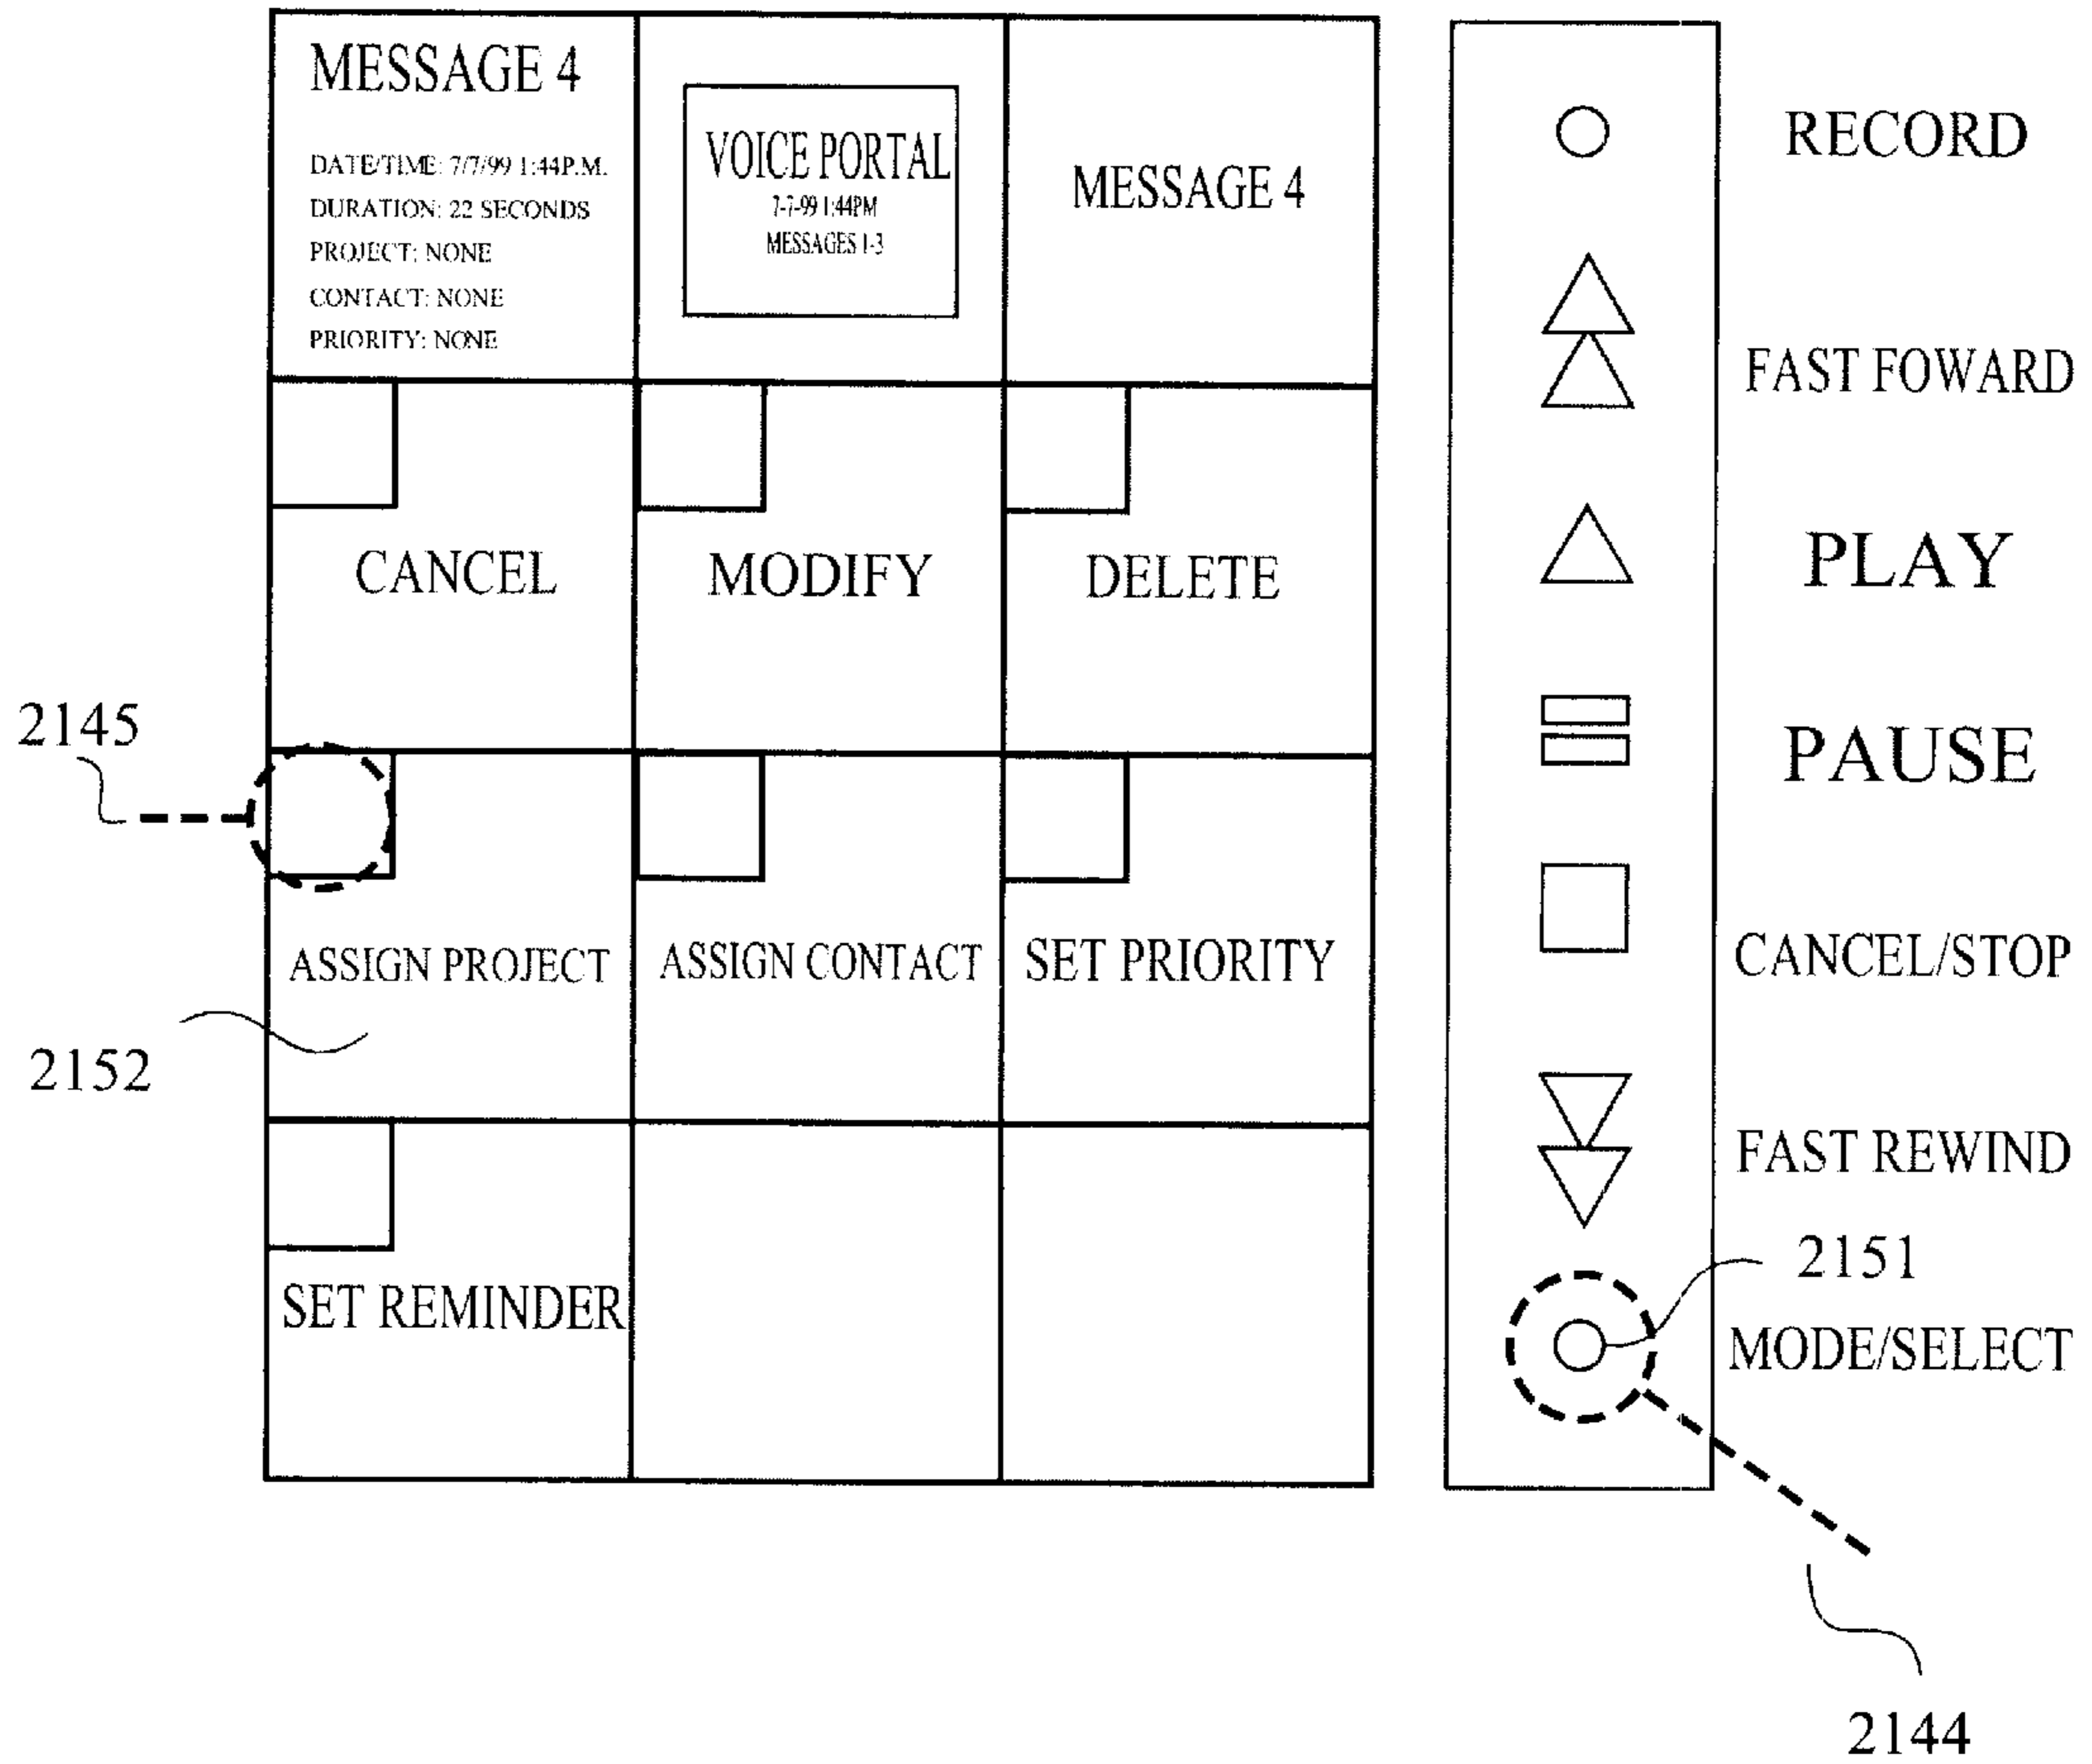 MESSAGE 4
DATE/TIME: 7/7/99 1:44P.M.
DURATION: 22 SECONDS
PROJECT: NONE
CONTACT: NONE
PRIORITY: NONE
VOICE PORTAL
7-7-99 1:44PM
MESSAGES 1-3
MESSAGE 4
CANCEL
MODIFY
DELETE
2145
ASSIGN PROJECT
ASSIGN CONTACT
SET PRIORITY
2152
SET REMINDER
RECORD
FAST FOWARD
PLAY
PAUSE
CANCEL/STOP
FAST REWIND
2151
MODE/SELECT
2144